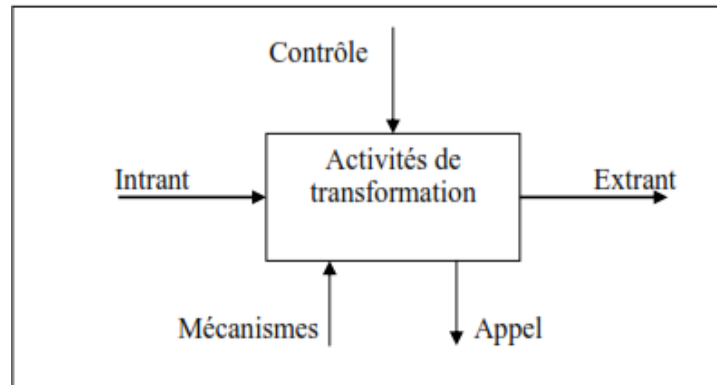 Contrôle
Activités de
transformation
Intrant
Extrant
Mécanismes
Appel